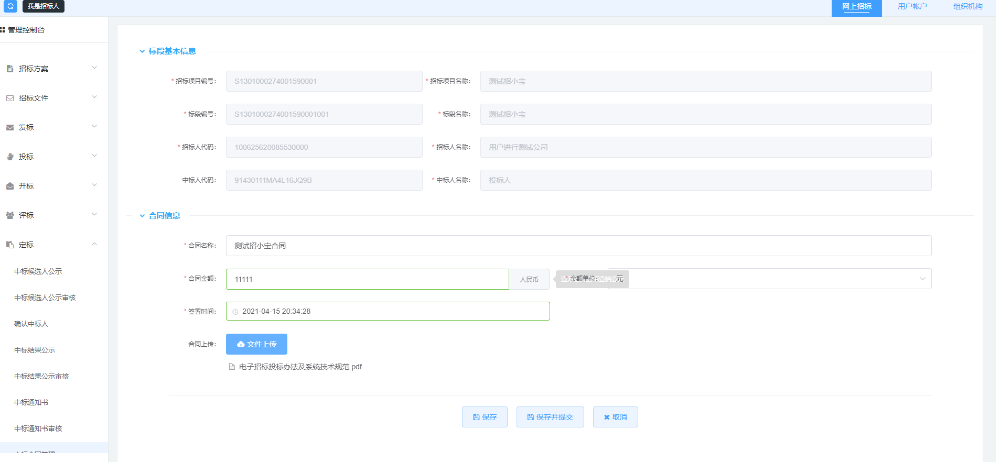 我是招标人
网上招标
用户帐户
组织机构
管理控制台
招标方案
招标文件
发标
投标
开标
评标
定标
中标候选人公示
中标候选人公示审核
确认中标人
中标结果公示
中标结果公示审核
中标通知书
中标通知书审核
中标合同管理
标段基本信息
* 招标项目编号: S1301000274001590001 * 招标项目名称: 测试招小宝
* 标段编号: S1301000274001590001001 * 标段名称: 测试招小宝
* 招标人代码: 100625620085530000 * 招标人名称: 用户进行测试公司
中标人代码: 91430111MA4L16JQ9B * 中标人名称: 投标人
合同信息
* 合同名称: 测试招小宝合同
* 合同金额: 11111 人民币 * 金额单位: 元
* 签署时间: 2021-04-15 20:34:28
合同上传: 文件上传
电子招标投标办法及系统技术规范.pdf
保存 保存并提交 取消